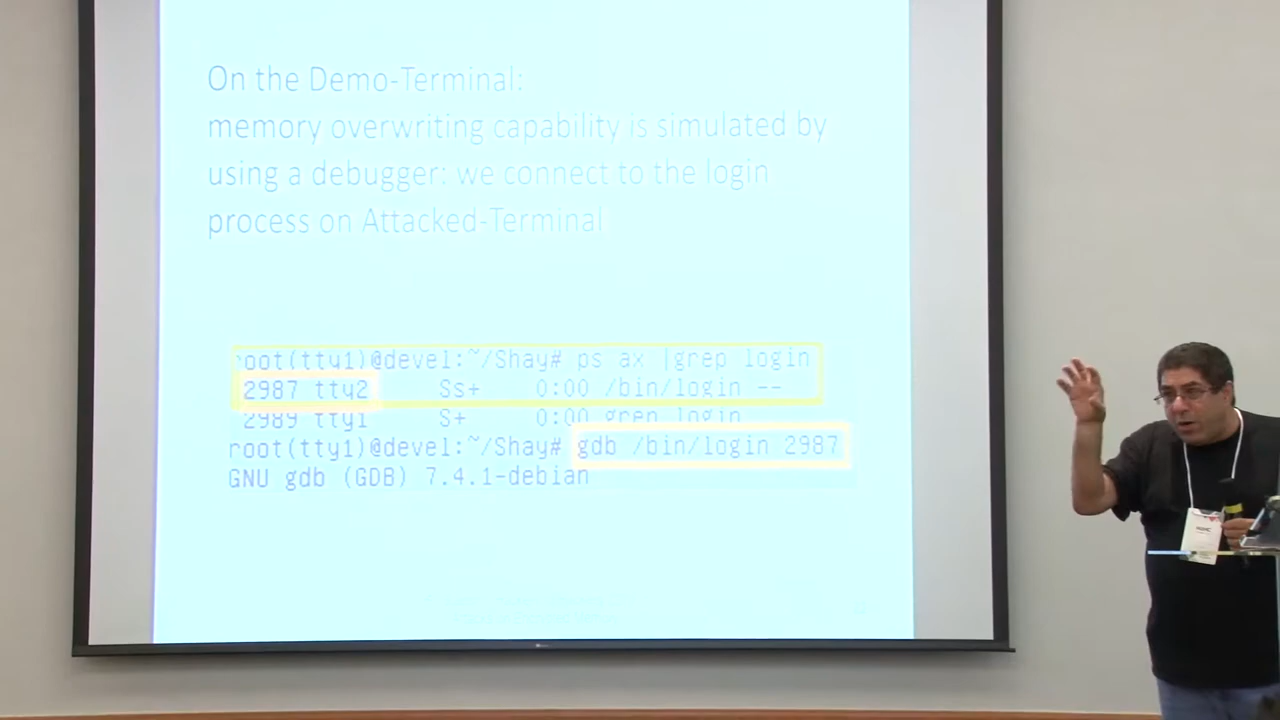 On the Demo-Terminal:
memory overwriting capability is simulated by
using a debugger: we connect to the login
process on Attacked-Terminal
root(tty1)@devel:~/Shay# ps ax |grep login
2987 tty2 Ss+ 0:00 /bin/login --
2989 tty1 S+ 0:00 grep login
root(tty1)@devel:~/Shay# gdb /bin/login 2987
GNU gdb (GDB) 7.4.1-debian